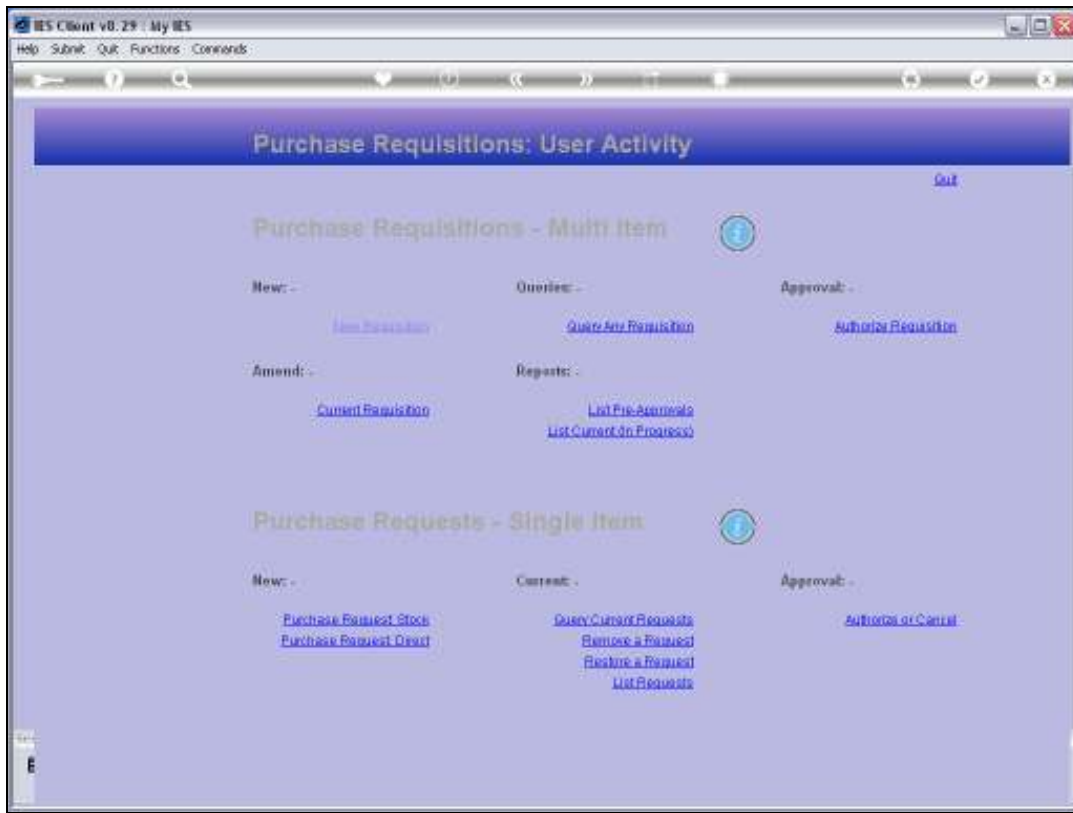 IES Client v0.29 : My IES
Help Submit Quit Functions Commands
Purchase Requisitions: User Activity
Quit
Purchase Requisitions - Multi Item
New: - Queries: - Approval: -
New Requisition Query Any Requisition Authorize Requisition
Amend: - Reports: -
Current Requisition List Pre-Approvals
List Current (In Progress)
Purchase Requests - Single Item
New: - Current: - Approval: -
Purchase Request Stock Query Current Requests Authorize or Cancel
Purchase Request Direct Remove a Request
Restore a Request
List Requests